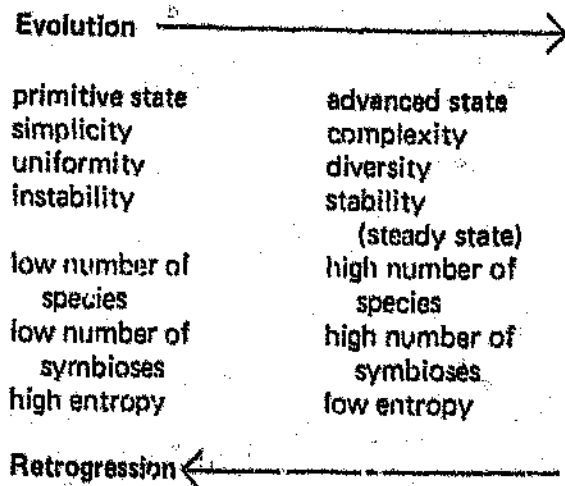 Evolution
primitive state advanced state
simplicity complexity
uniformity diversity
instability stability
(steady state)
low number of high number of
species species
low number of high number of
symbioses symbioses
high entropy low entropy
Retrogression